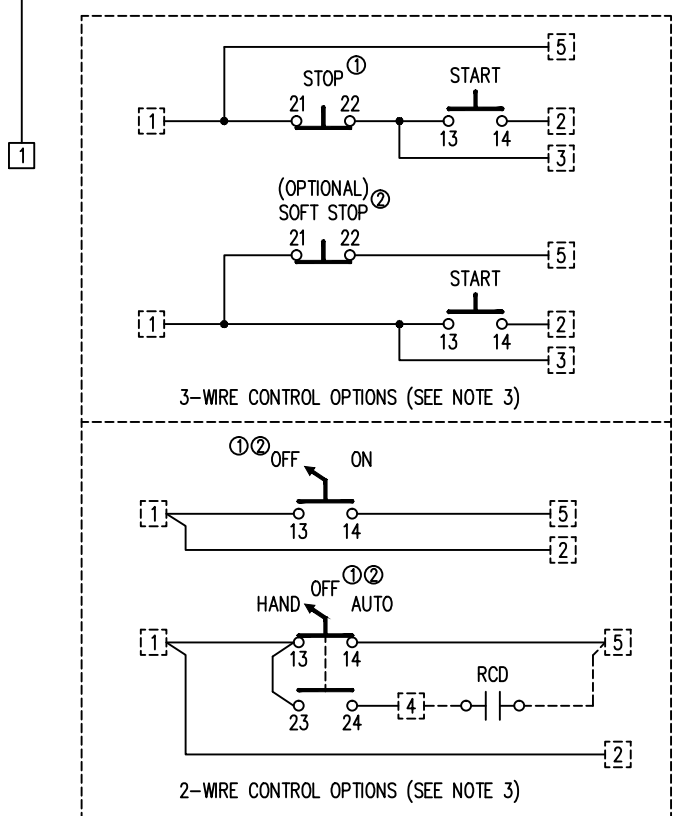 5
STOP ① START
21 22
1 2
13 14
1
3
(OPTIONAL)
SOFT STOP ②
21 22
5
START
1 2
13 14
3
3-WIRE CONTROL OPTIONS (SEE NOTE 3)
①② OFF ON
1 5
13 14
2
OFF ①②
HAND AUTO
1 5
13 14
RCD
4
23 24
2
2-WIRE CONTROL OPTIONS (SEE NOTE 3)